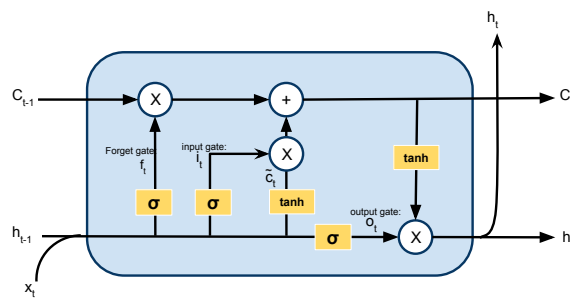 h_t
C_{t-1}
X
+
C
Forget gate:
f_t
input gate:
i_t
X
c̃_t
tanh
σ
σ
tanh
output gate:
o_t
h_{t-1}
σ
X
h
x_t